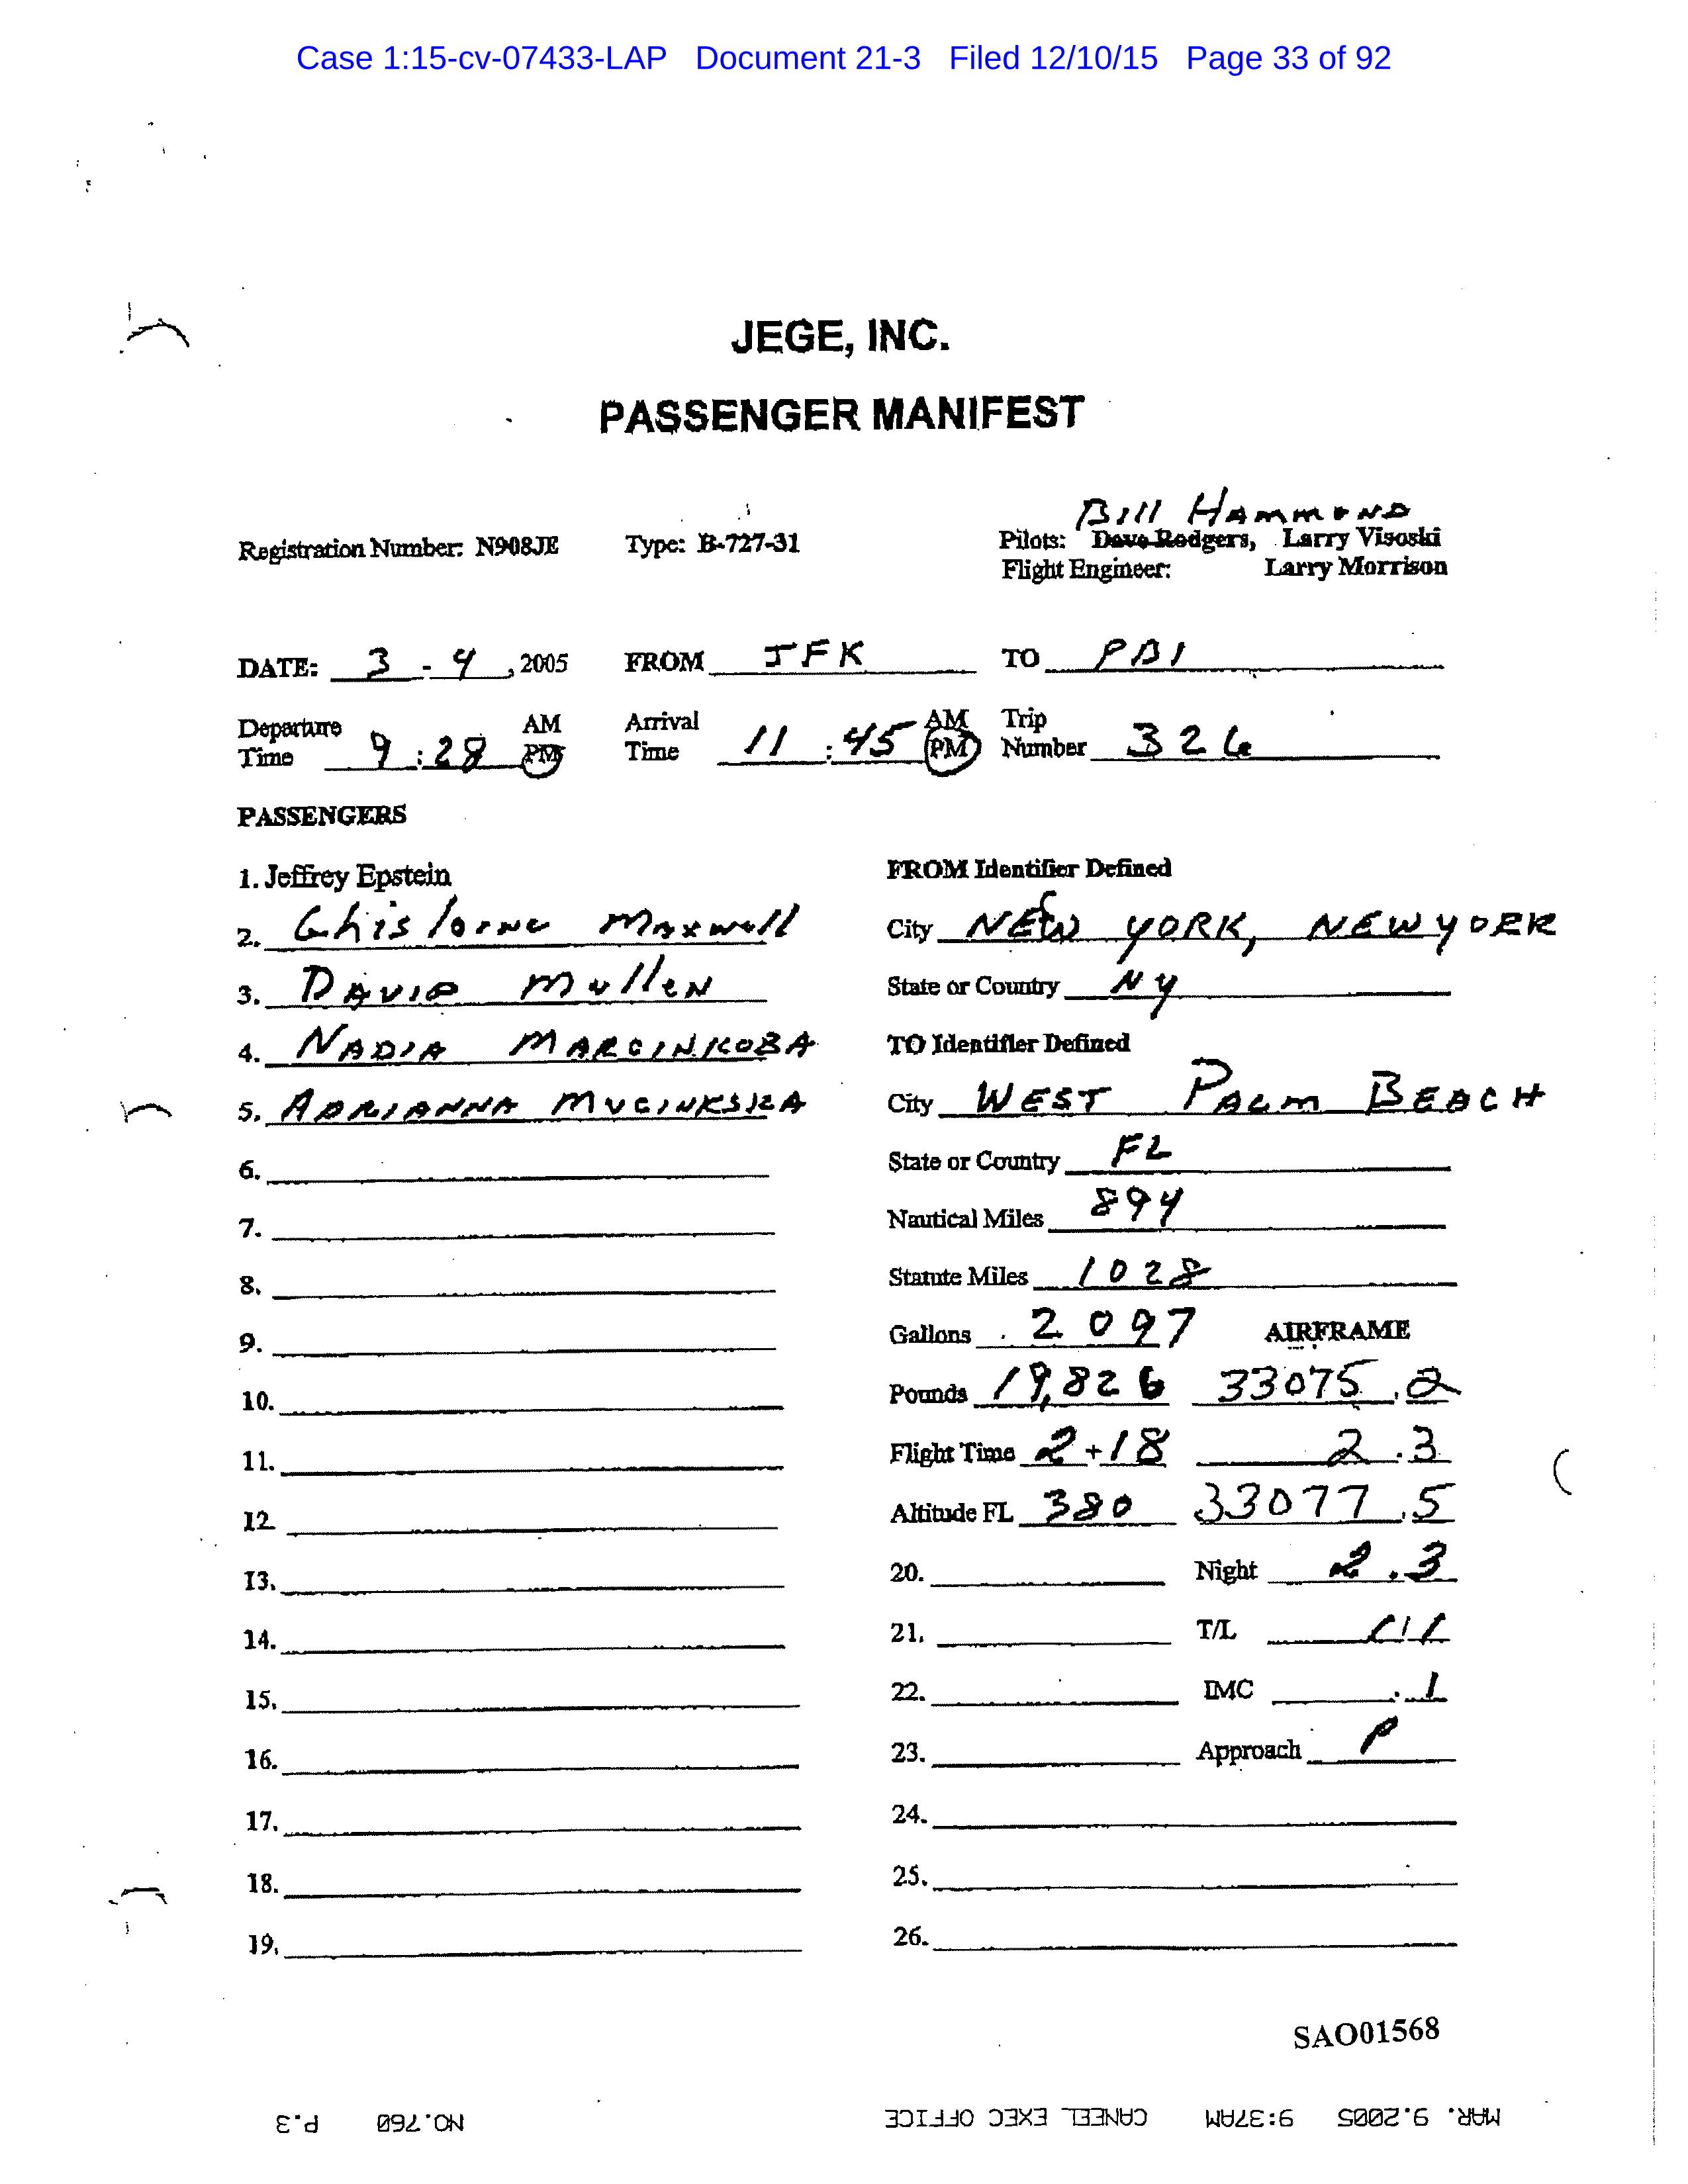 Case 1:15-cv-07433-LAP Document 21-3 Filed 12/10/15 Page 33 of 92
JEGE, INC.
PASSENGER MANIFEST
Bill HAMMOND
Registration Number: N908JE Type: B-727-31 Pilots: Dave Rodgers, Larry Visoski
Flight Engineer: Larry Morrison
DATE: 3 - 4, 2005 FROM JFK TO PBI
Departure Time 9:28 AM PM Arrival Time 11:45 AM PM Trip Number 326
PASSENGERS
1. Jeffrey Epstein
2. Ghislaine Maxwell
3. DAVID MullEN
4. NADIA MARCINKOBA
5. ADRIANNA MUCINKSKA
6.
7.
8.
9.
10.
11.
12.
13.
14.
15.
16.
17.
18.
19.
FROM Identifier Defined
City NEW YORK, NEW YORK
State or Country NY
TO Identifier Defined
City WEST PALM BEACH
State or Country FL
Nautical Miles 894
Statute Miles 1028
Gallons 2097 AIRFRAME
Pounds 19,826 33075.2
Flight Time 2+18 2.3
Altitude FL 380 33077.5
20. Night 2.3
21. T/L 1/1
22. IMC .1
23. Approach P
24.
25.
26.
SAO01568
MAR. 9.2005 9:37AM CANEEL EXEC OFFICE NO.760 P.3